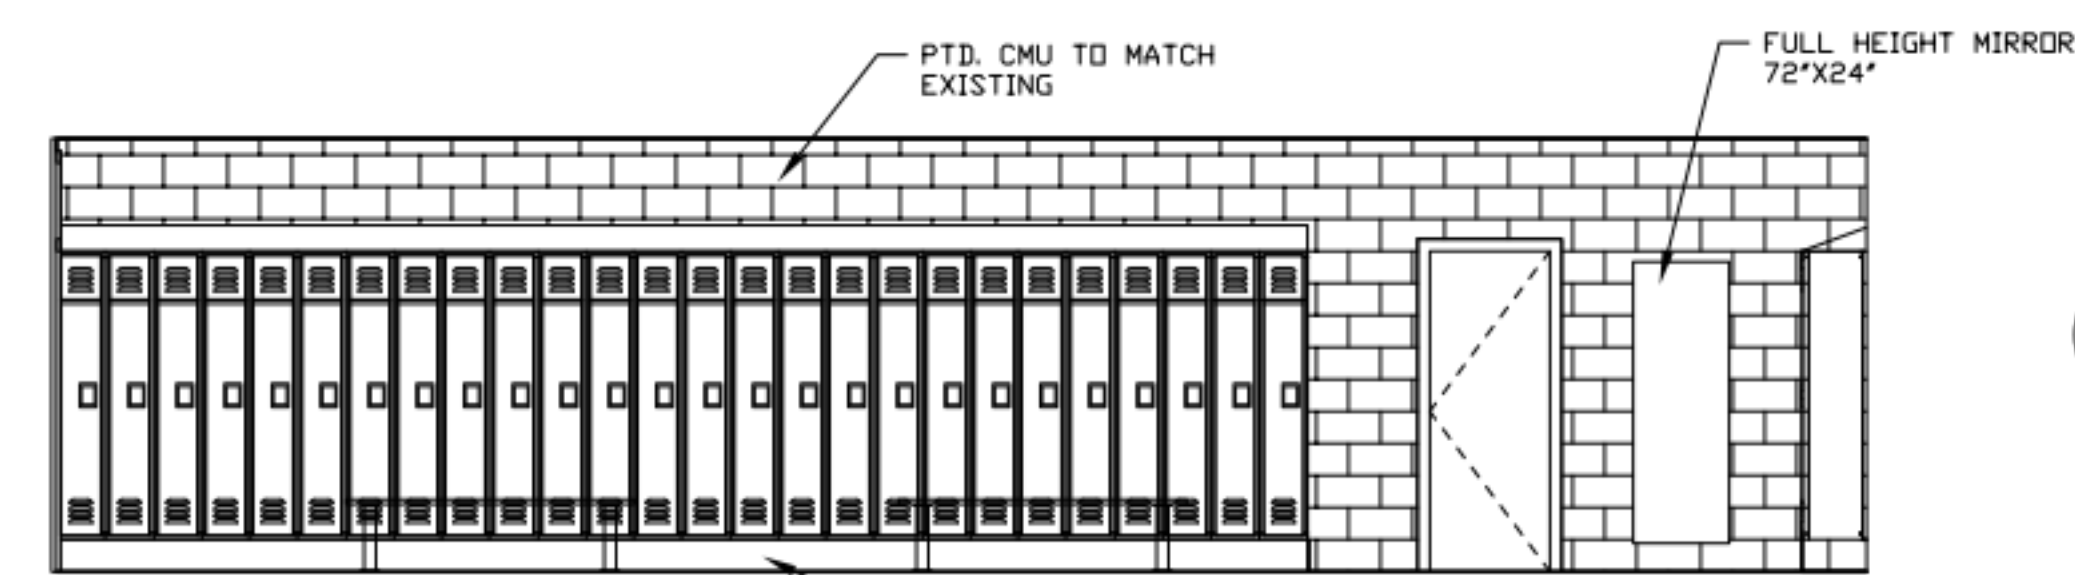 PTD. CMU TO MATCH
EXISTING
FULL HEIGHT MIRROR
72"X24"